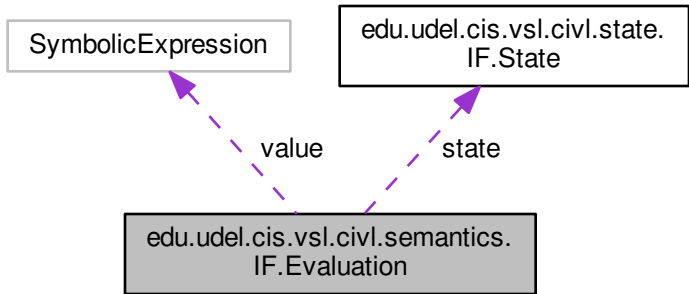 SymbolicExpression
edu.udel.cis.vsl.civl.state.
IF.State
value
state
edu.udel.cis.vsl.civl.semantics.
IF.Evaluation